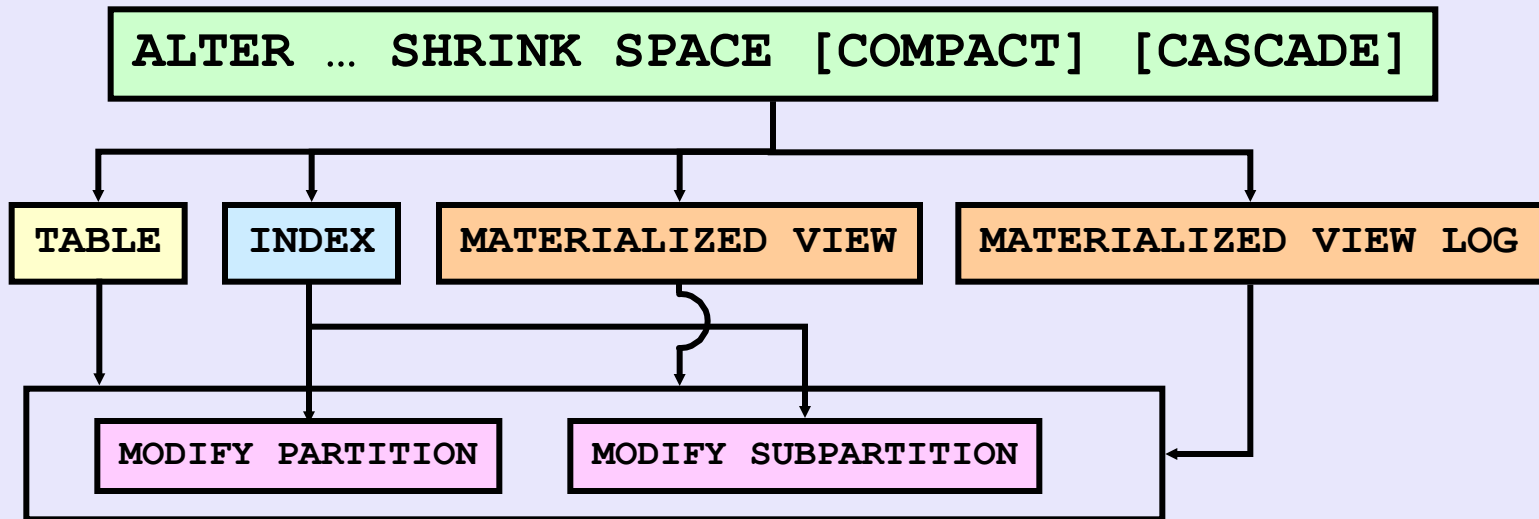 ALTER … SHRINK SPACE [COMPACT] [CASCADE]
TABLE
INDEX
MATERIALIZED VIEW
MATERIALIZED VIEW LOG
MODIFY PARTITION
MODIFY SUBPARTITION